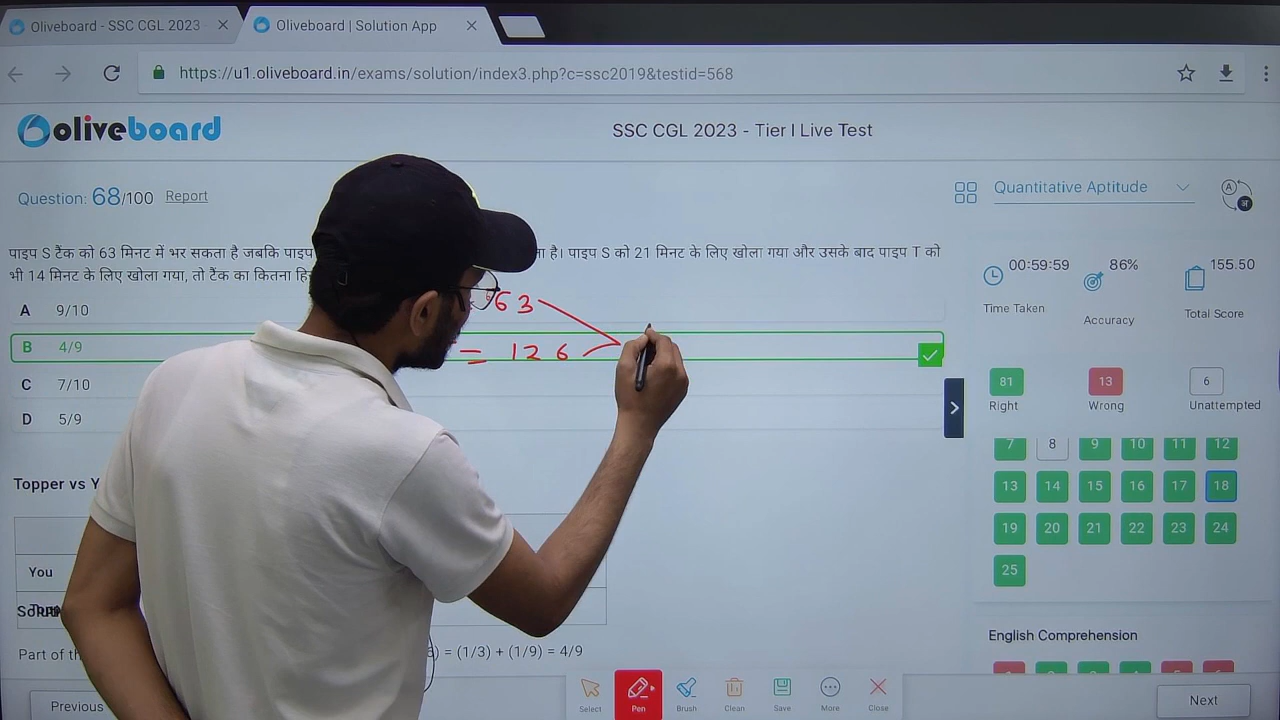 Oliveboard - SSC CGL 2023
Oliveboard | Solution App
https://u1.oliveboard.in/exams/solution/index3.php?c=ssc2019&testid=568
oliveboard
SSC CGL 2023 - Tier I Live Test
Question: 68/100 Report
Quantitative Aptitude
पाइप S टैंक को 63 मिनट में भर सकता है जबकि पाइप है। पाइप S को 21 मिनट के लिए खोला गया और उसके बाद पाइप T को
भी 14 मिनट के लिए खोला गया, तो टैंक का कितना
A 9/10
B 4/9
C 7/10
D 5/9
63
= 126
00:59:59
Time Taken
86%
Accuracy
155.50
Total Score
81
Right
13
Wrong
6
Unattempted
7 8 9 10 11 12
13 14 15 16 17 18
19 20 21 22 23 24
25
English Comprehension
Topper vs Y
You
Part of th = (1/3) + (1/9) = 4/9
Previous
Select Pen Brush Clean Save More Close
Next